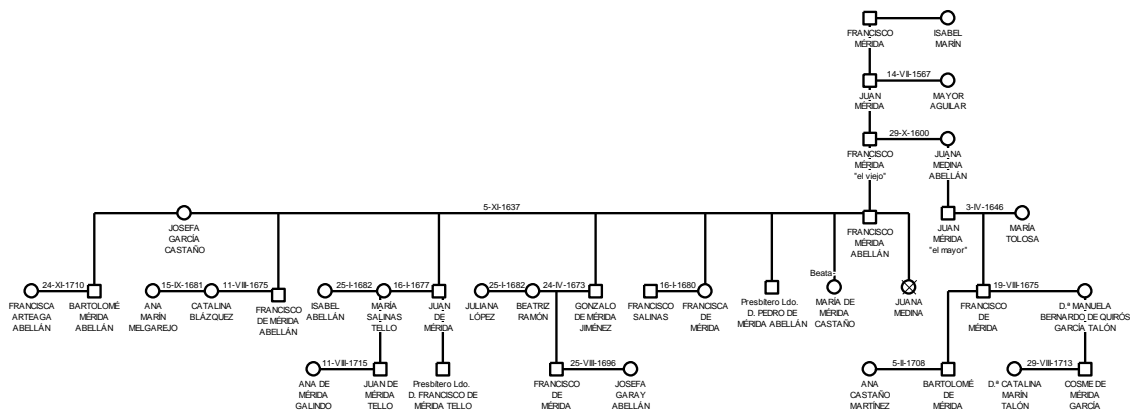 FRANCISCO
MÉRIDA
ISABEL
MARÍN
14-VII-1567
JUAN
MÉRIDA
MAYOR
AGUILAR
29-X-1600
FRANCISCO
MÉRIDA
"el viejo"
JUANA
MEDINA
ABELLÁN
5-XI-1637
JOSEFA
GARCÍA
CASTAÑO
FRANCISCO
MÉRIDA
ABELLÁN
3-IV-1646
JUAN
MÉRIDA
"el mayor"
MARÍA
TOLOSA
24-XI-1710
FRANCISCA
ARTEAGA
ABELLÁN
BARTOLOMÉ
MÉRIDA
ABELLÁN
15-IX-1681
11-VIII-1675
ANA
MARÍN
MELGAREJO
CATALINA
BLÁZQUEZ
FRANCISCO
DE MÉRIDA
ABELLÁN
25-I-1682
16-I-1677
ISABEL
ABELLÁN
MARÍA
SALINAS
TELLO
JUAN
DE
MÉRIDA
25-I-1682
24-IV-1673
JULIANA
LÓPEZ
BEATRIZ
RAMÓN
GONZALO
DE MÉRIDA
JIMÉNEZ
16-I-1680
FRANCISCO
SALINAS
FRANCISCA
DE
MÉRIDA
Presbítero Ldo.
D. PEDRO DE
MÉRIDA ABELLÁN
Beata
MARÍA DE
MÉRIDA
CASTAÑO
JUANA
MEDINA
19-VIII-1675
FRANCISCO
DE
MÉRIDA
D.ª MANUELA
BERNARDO DE QUIRÓS
GARCÍA TALÓN
11-VIII-1715
ANA DE
MÉRIDA
GALINDO
JUAN DE
MÉRIDA
TELLO
Presbítero Ldo.
D. FRANCISCO DE
MÉRIDA TELLO
25-VIII-1696
FRANCISCO
DE
MÉRIDA
JOSEFA
GARAY
ABELLÁN
5-II-1708
ANA
CASTAÑO
MARTÍNEZ
BARTOLOMÉ
DE
MÉRIDA
29-VIII-1713
D.ª CATALINA
MARÍN
TALÓN
COSME DE
MÉRIDA
GARCÍA